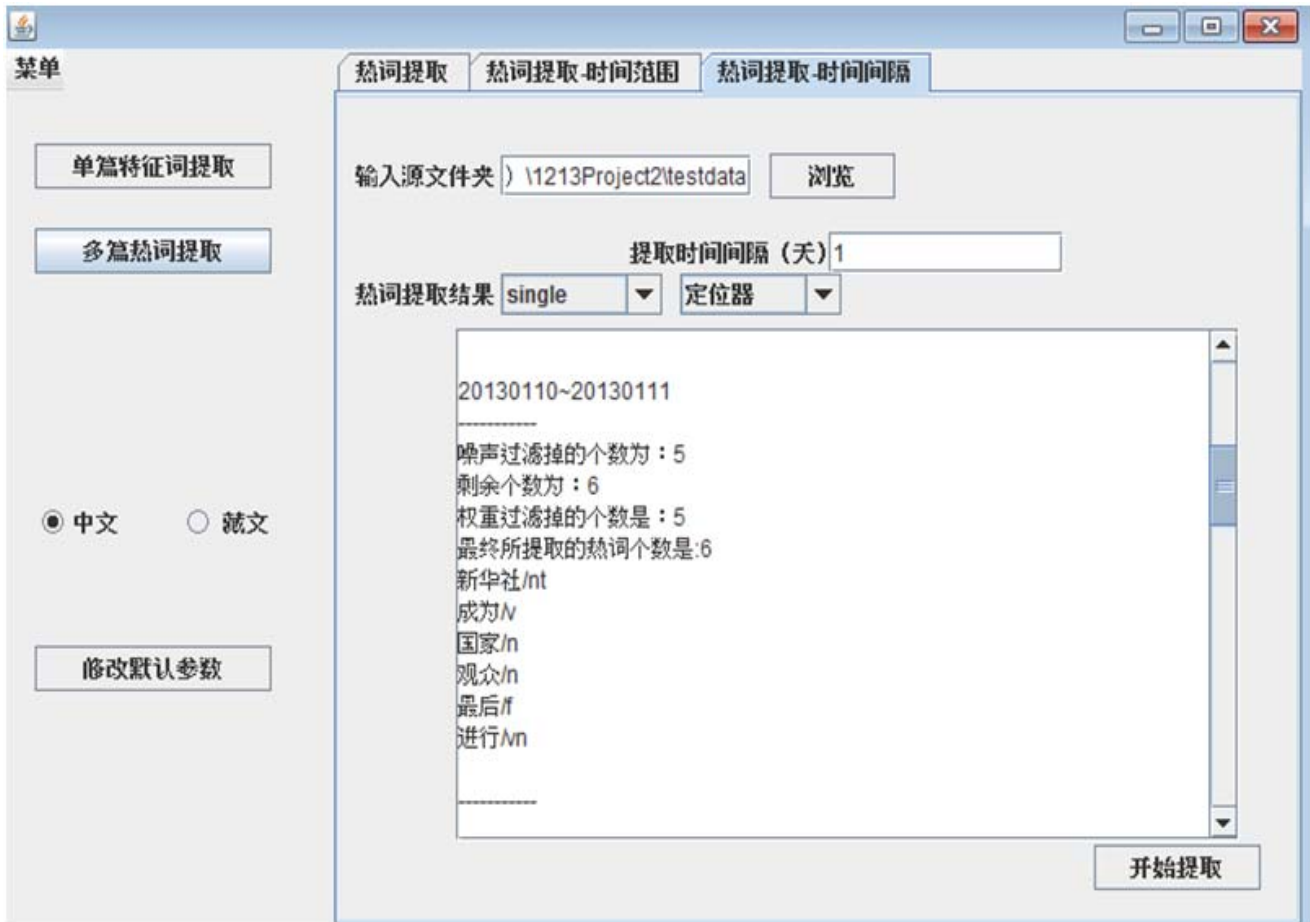 菜单
热词提取 热词提取-时间范围 热词提取-时间间隔
单篇特征词提取
输入源文件夹 ）\1213Project2\testdata 浏览
多篇热词提取
提取时间间隔（天） 1
热词提取结果 single 定位器
20130110~20130111
-----------
噪声过滤掉的个数为：5
剩余个数为：6
权重过滤掉的个数是：5
最终所提取的热词个数是:6
新华社/nt
成为/v
国家/n
观众/n
最后/f
进行/vn
-----------
中文 藏文
修改默认参数
开始提取